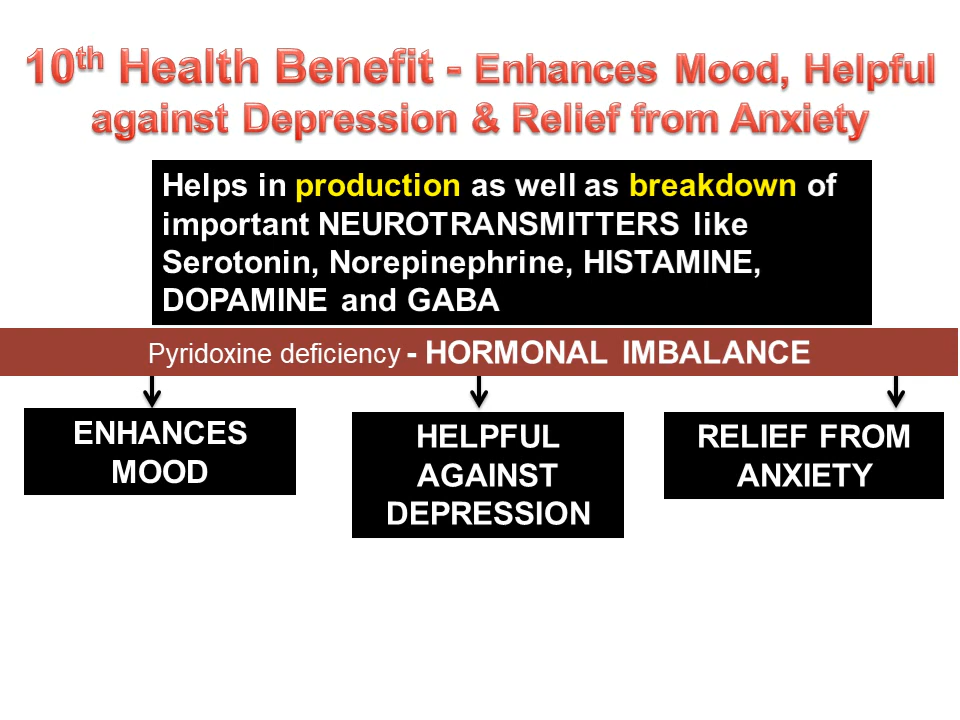 10th Health Benefit - Enhances Mood, Helpful
against Depression & Relief from Anxiety
Helps in production as well as breakdown of
important NEUROTRANSMITTERS like
Serotonin, Norepinephrine, HISTAMINE,
DOPAMINE and GABA
Pyridoxine deficiency - HORMONAL IMBALANCE
ENHANCES
MOOD
HELPFUL
AGAINST
DEPRESSION
RELIEF FROM
ANXIETY